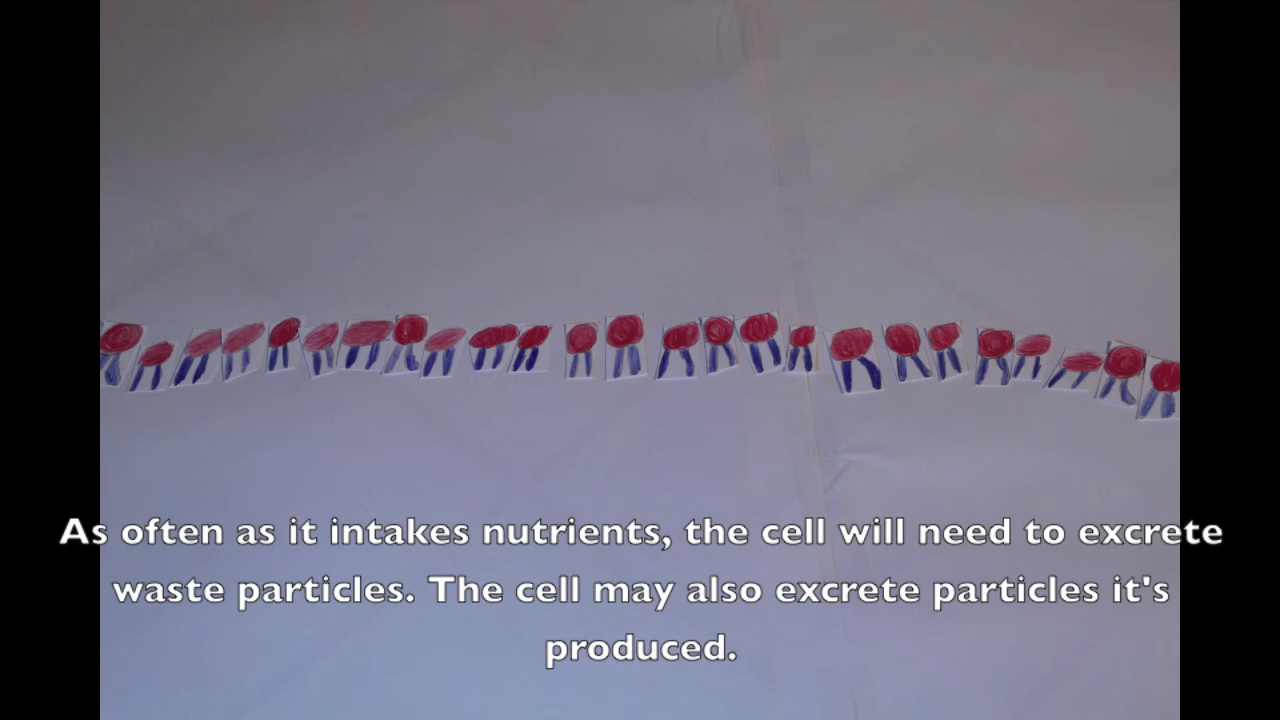 As often as it intakes nutrients, the cell will need to excrete
waste particles. The cell may also excrete particles it's
produced.